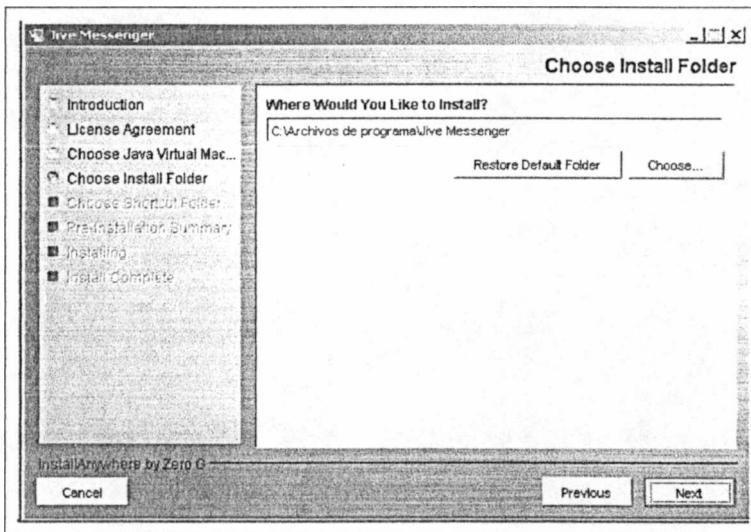 Jive Messenger
Choose Install Folder
Introduction
License Agreement
Choose Java Virtual Mac...
Choose Install Folder
Choose Shortcut Folder
Pre-Installation Summary
Installing
Install Complete
Where Would You Like to Install?
C:\Archivos de programa\Jive Messenger
Restore Default Folder
Choose...
InstallAnywhere by Zero G
Cancel
Previous
Next